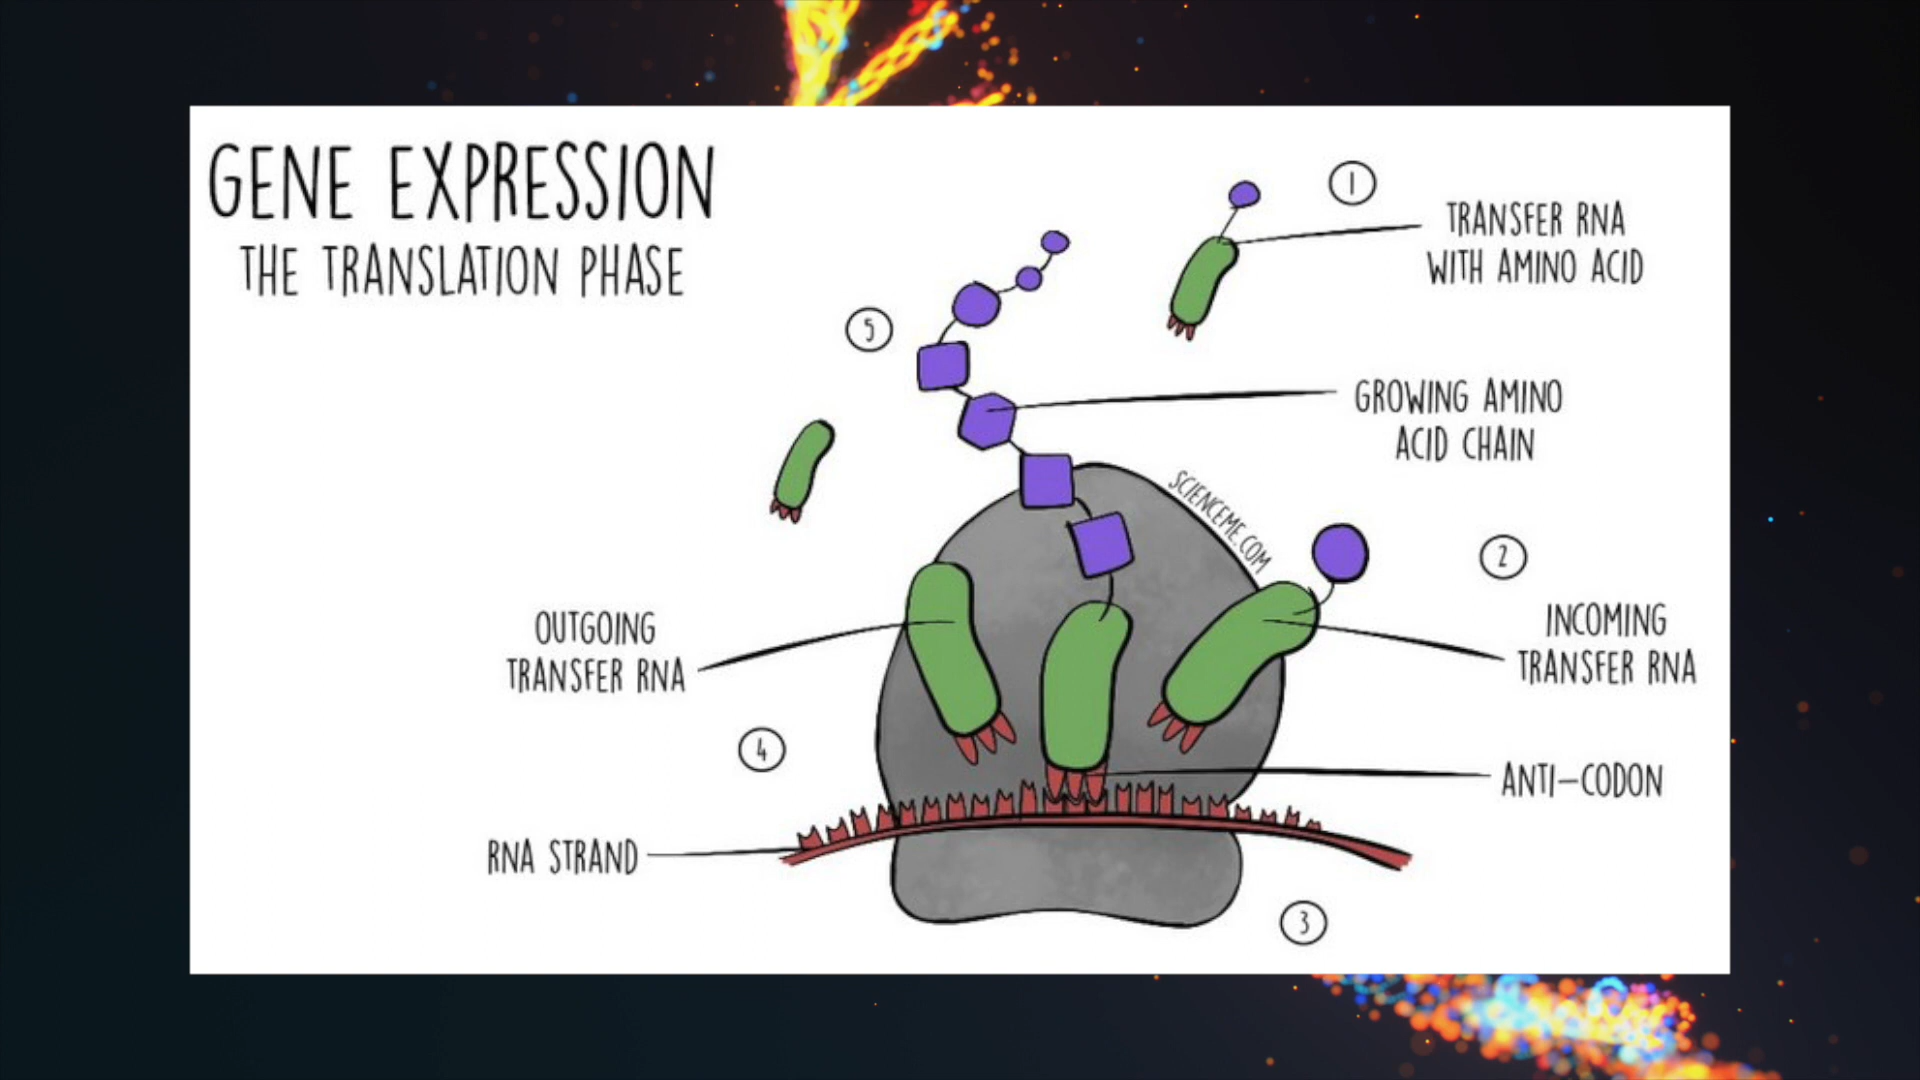 GENE EXPRESSION
THE TRANSLATION PHASE
1
TRANSFER RNA
WITH AMINO ACID
5
GROWING AMINO
ACID CHAIN
SCIENCEME.COM
2
OUTGOING
TRANSFER RNA
INCOMING
TRANSFER RNA
4
ANTI-CODON
RNA STRAND
3